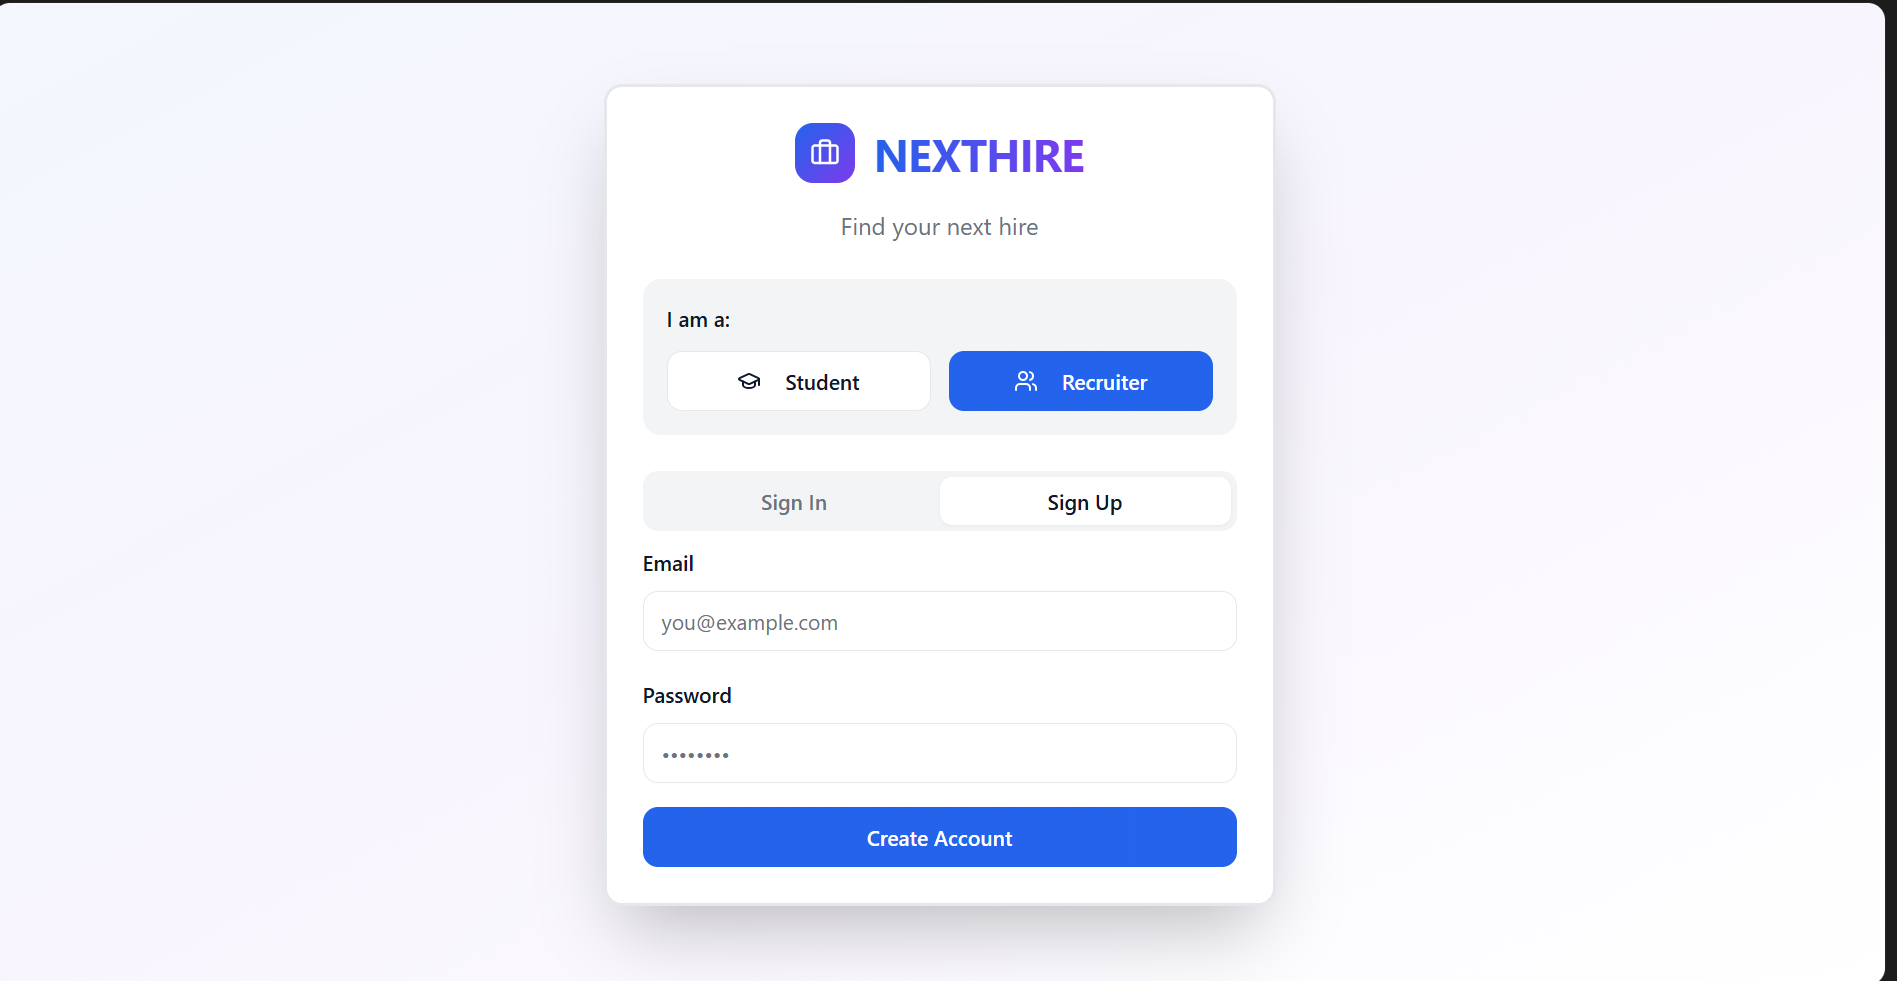 NEXTHIRE
Find your next hire
I am a:
Student Recruiter
Sign In Sign Up
Email
you@example.com
Password
••••••••
Create Account